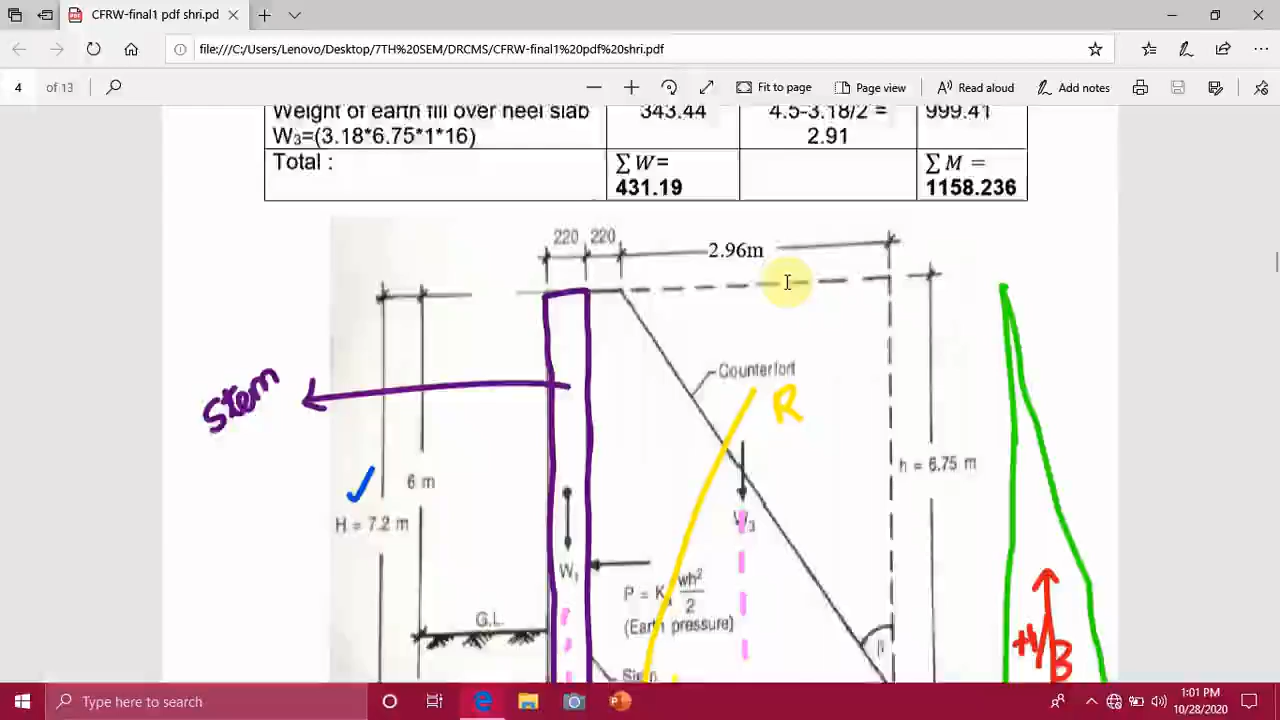 CFRW-final1 pdf shri.pd
file:///C:/Users/Lenovo/Desktop/7TH%20SEM/DRCMS/CFRW-final1%20pdf%20shri.pdf
4 of 13
Fit to page
Page view
Read aloud
Add notes
Weight of earth fill over heel slab 343.44 4.5-3.18/2 = 999.41
W₃=(3.18*6.75*1*16) 2.91
Total : ∑W= ∑M =
431.19 1158.236
220 220 2.96m
Counterfort
Stem
R
6 m
h = 6.75 m
H = 7.2 m
W₃
W₁
P = K wh²
2
(Earth pressure)
G.L.
B
Type here to search
1:01 PM
10/28/2020